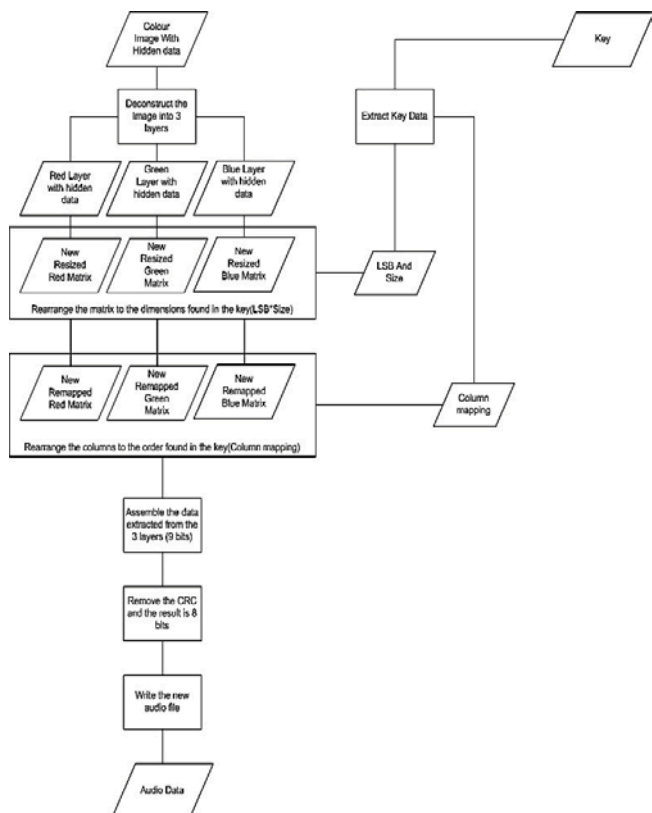 Colour
Image With
Hidden data
Key
Deconstruct the
Image into 3
layers
Extract Key Data
Red Layer
with hidden
data
Green
Layer with
hidden data
Blue Layer
with hidden
data
New
Resized
Red Matrix
New
Resized
Green
Matrix
New
Resized
Blue Matrix
LSB And
Size
Rearrange the matrix to the dimensions found in the key(LSB*Size)
New
Remapped
Red Matrix
New
Remapped
Green
Matrix
New
Remapped
Blue Matrix
Column
mapping
Rearrange the columns to the order found in the key(Column mapping)
Assemble the data
extracted from the
3 layers (9 bits)
Remove the CRC
and the result is 8
bits
Write the new
audio file
Audio Data